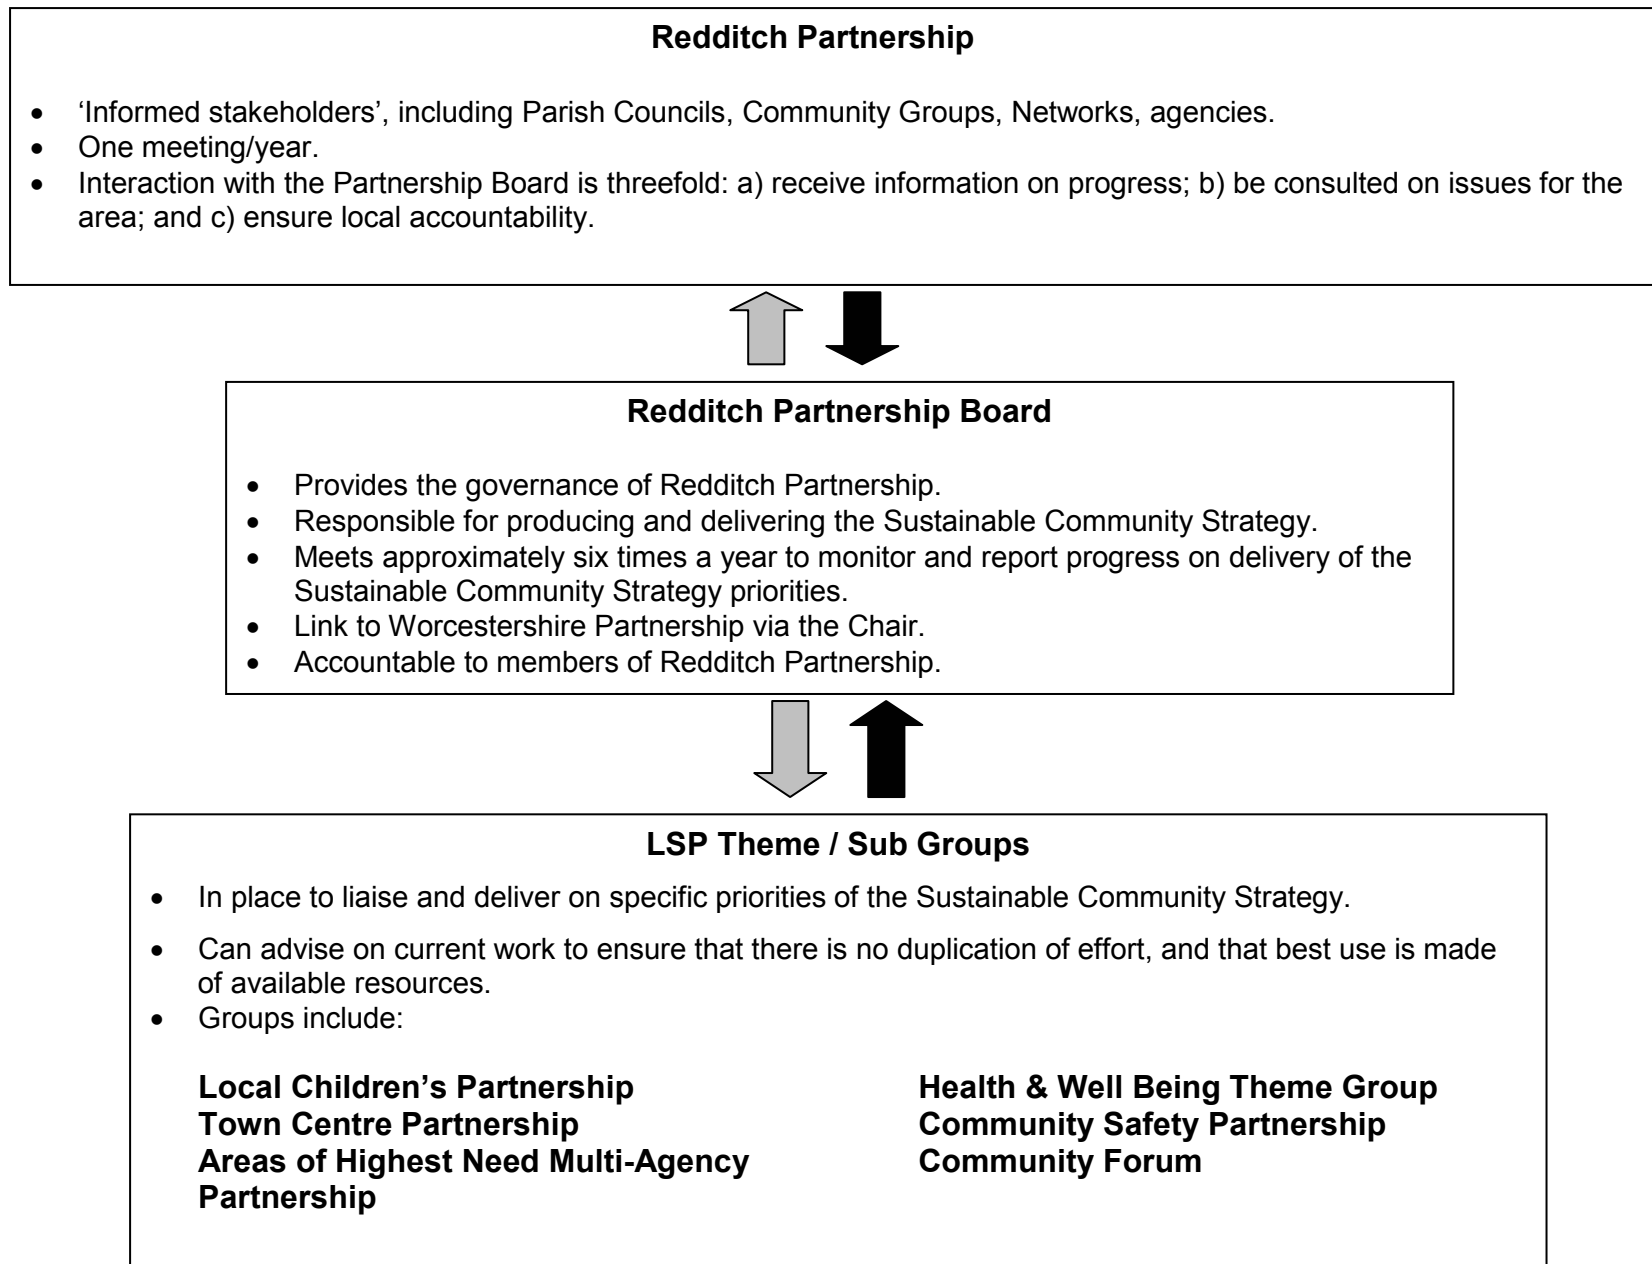 Redditch Partnership
• ‘Informed stakeholders’, including Parish Councils, Community Groups, Networks, agencies.
• One meeting/year.
• Interaction with the Partnership Board is threefold: a) receive information on progress; b) be consulted on issues for the
area; and c) ensure local accountability.
Redditch Partnership Board
• Provides the governance of Redditch Partnership.
• Responsible for producing and delivering the Sustainable Community Strategy.
• Meets approximately six times a year to monitor and report progress on delivery of the
Sustainable Community Strategy priorities.
• Link to Worcestershire Partnership via the Chair.
• Accountable to members of Redditch Partnership.
LSP Theme / Sub Groups
• In place to liaise and deliver on specific priorities of the Sustainable Community Strategy.
• Can advise on current work to ensure that there is no duplication of effort, and that best use is made
of available resources.
• Groups include:
Local Children’s Partnership
Town Centre Partnership
Areas of Highest Need Multi-Agency
Partnership
Health & Well Being Theme Group
Community Safety Partnership
Community Forum